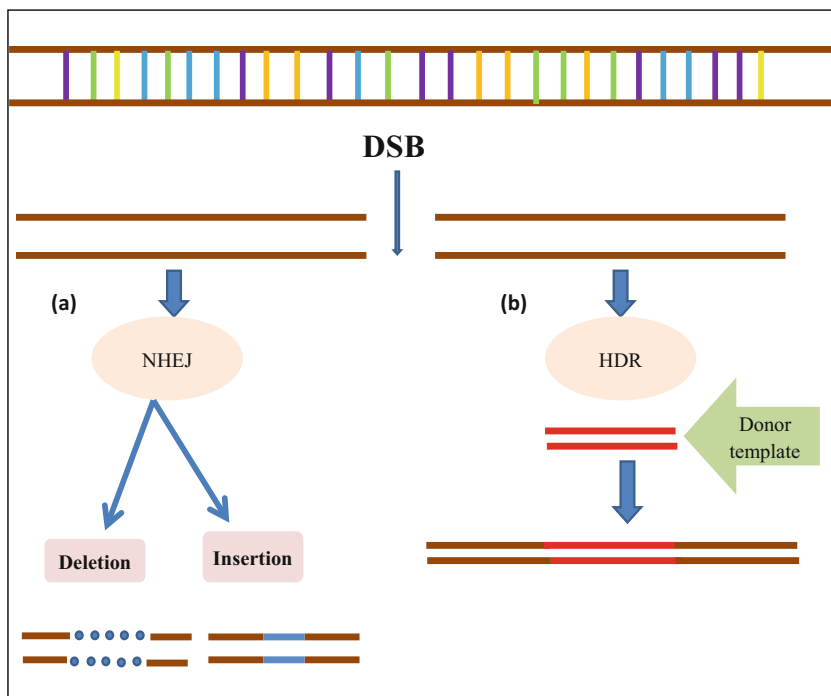 DSB
(a)
(b)
NHEJ
HDR
Donor
template
Deletion
Insertion